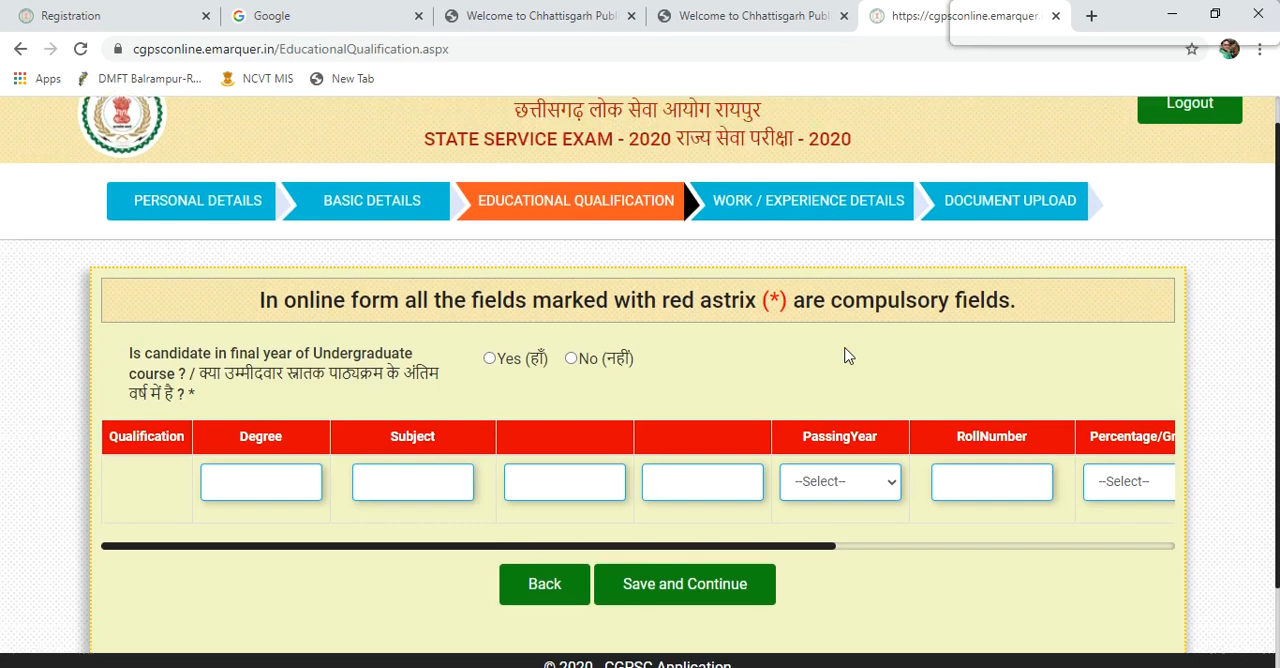 Registration
Google
Welcome to Chhattisgarh Publ
Welcome to Chhattisgarh Publ
https://cgpsconline.emarquer.
cgpsconline.emarquer.in/EducationalQualification.aspx
Apps
DMFT Balrampur-R...
NCVT MIS
New Tab
छत्तीसगढ़ लोक सेवा आयोग रायपुर
Logout
STATE SERVICE EXAM - 2020 राज्य सेवा परीक्षा - 2020
PERSONAL DETAILS
BASIC DETAILS
EDUCATIONAL QUALIFICATION
WORK / EXPERIENCE DETAILS
DOCUMENT UPLOAD
In online form all the fields marked with red astrix (*) are compulsory fields.
Is candidate in final year of Undergraduate
course ? / क्या उम्मीदवार स्नातक पाठ्यक्रम के अंतिम
वर्ष में है ? *
Yes (हाँ)
No (नहीं)
Qualification
Degree
Subject
PassingYear
RollNumber
Percentage/Gr
--Select--
--Select--
Back
Save and Continue
© 2020 CGPSC Application